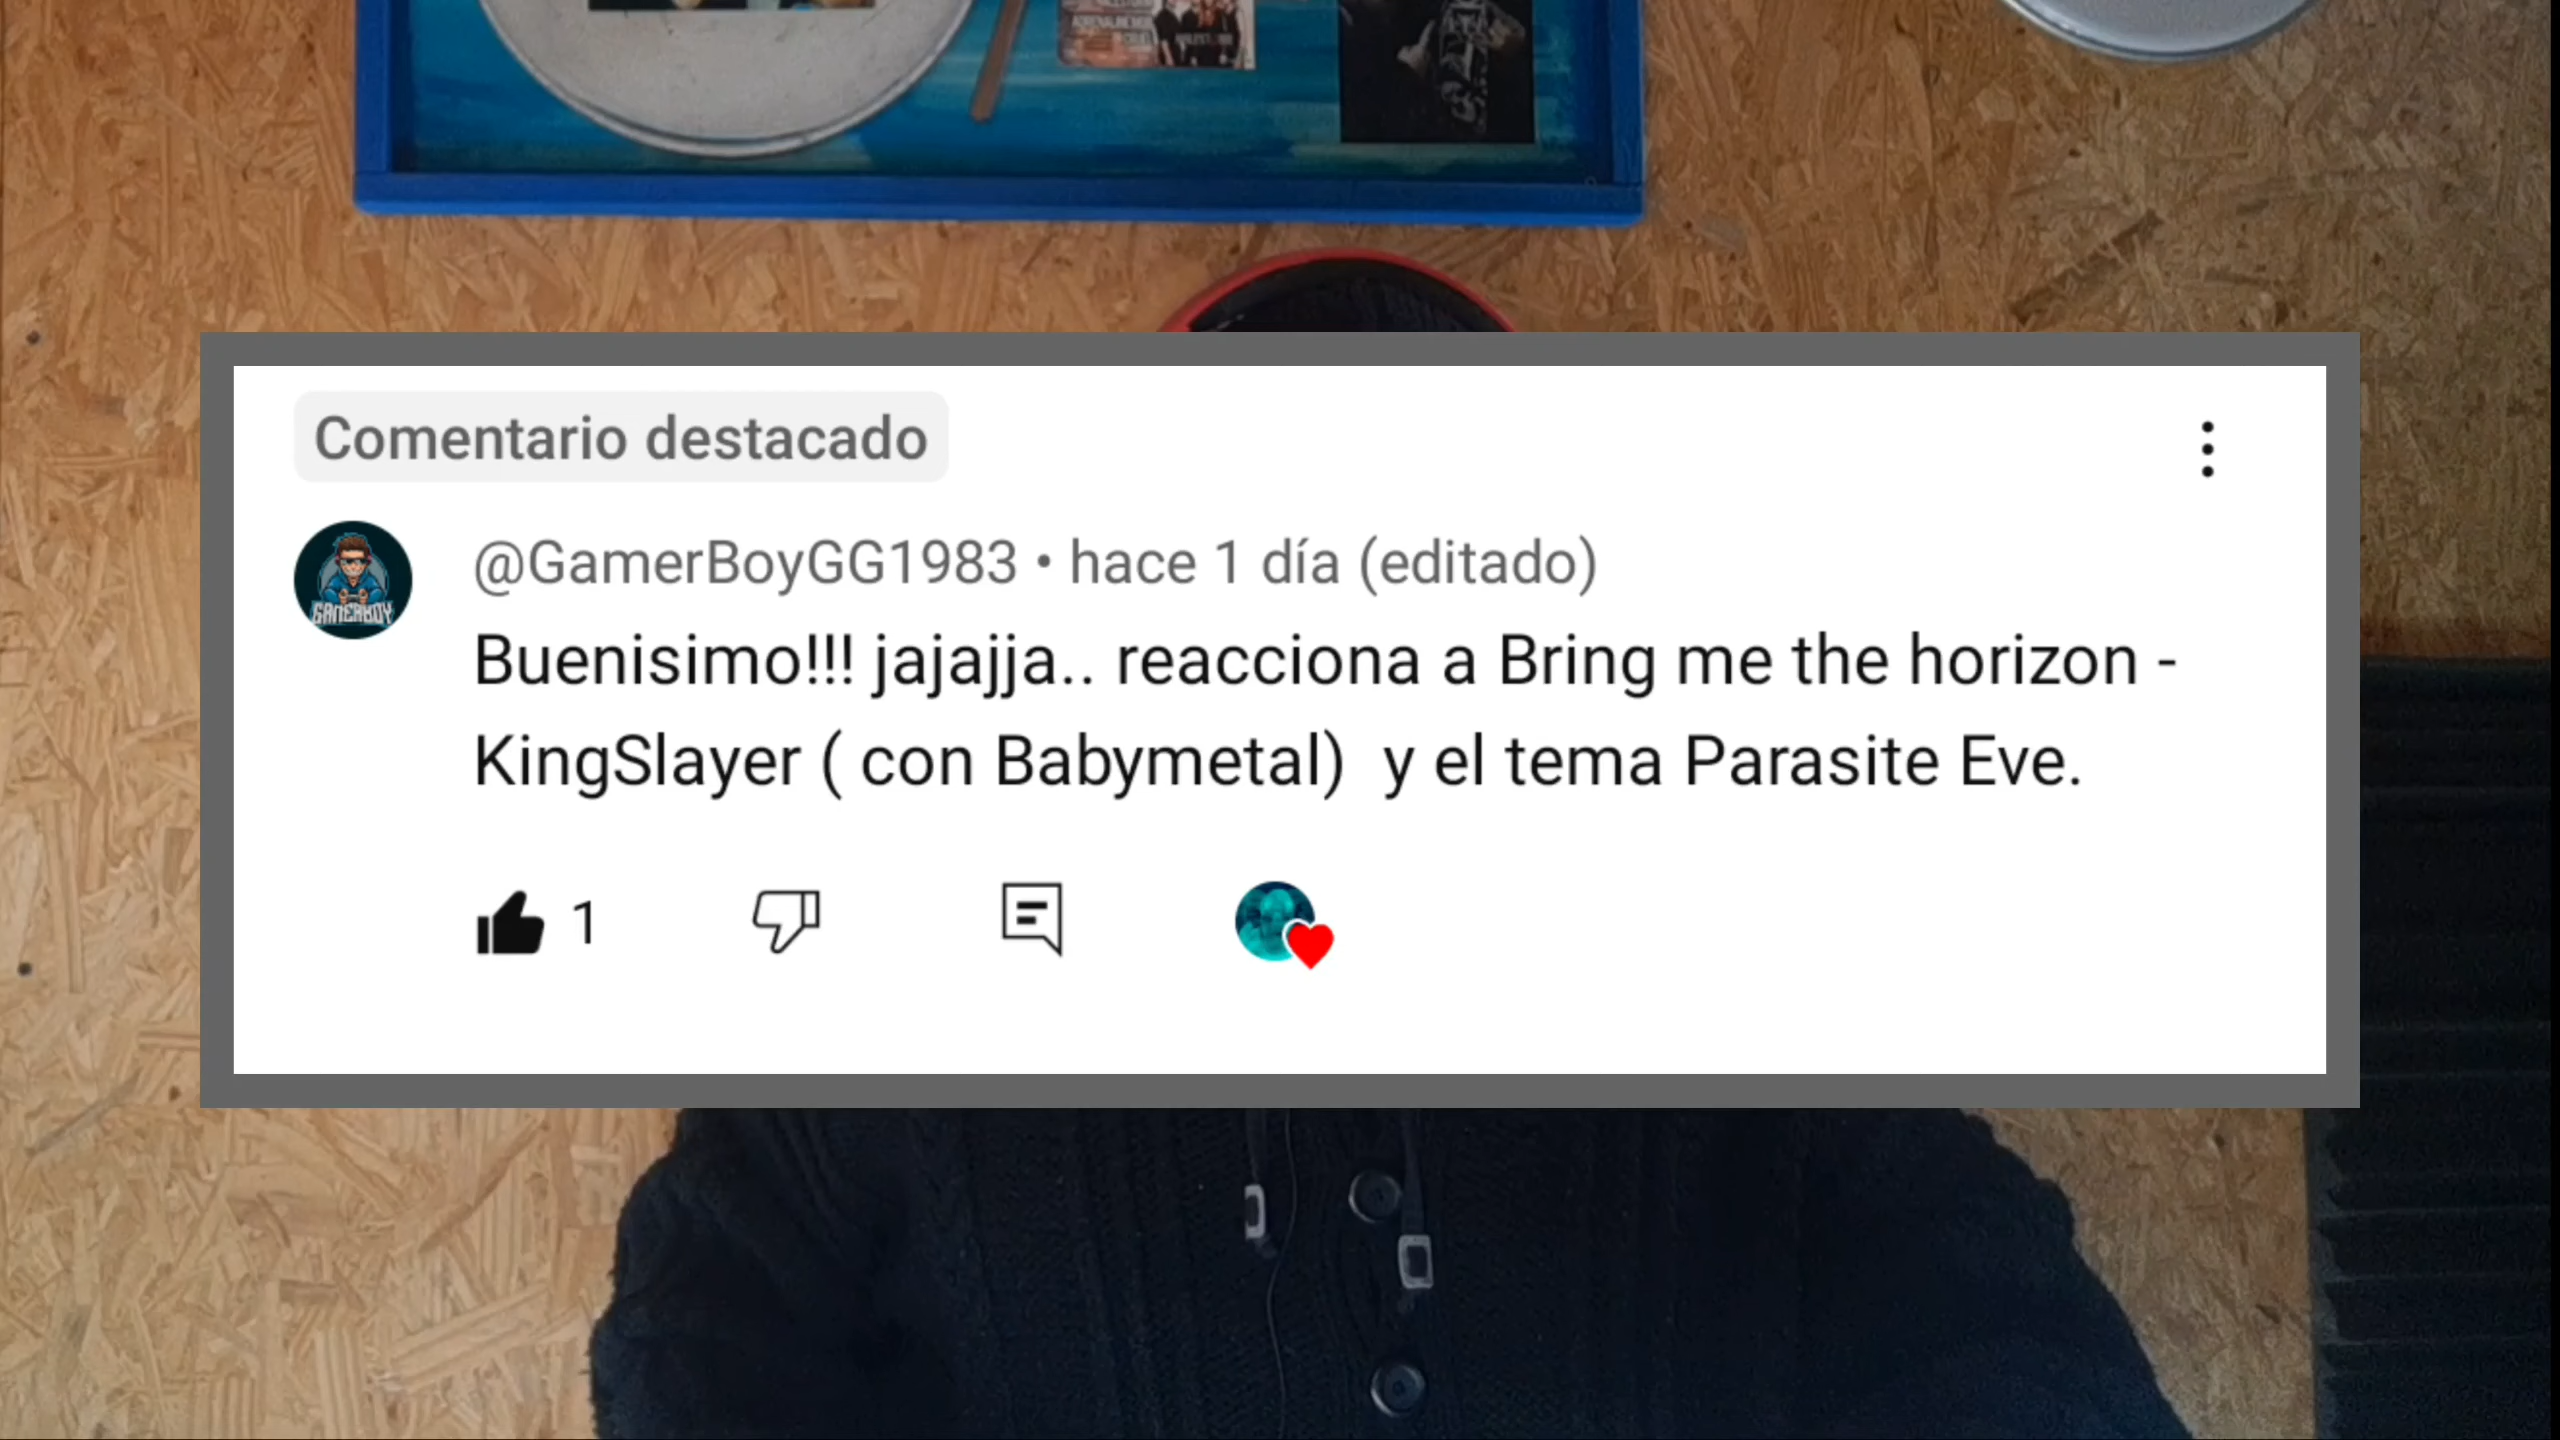 Comentario destacado
@GamerBoyGG1983 • hace 1 día (editado)
Buenisimo!!! jajajja.. reacciona a Bring me the horizon -
KingSlayer ( con Babymetal)  y el tema Parasite Eve.
1
GAMERBOY